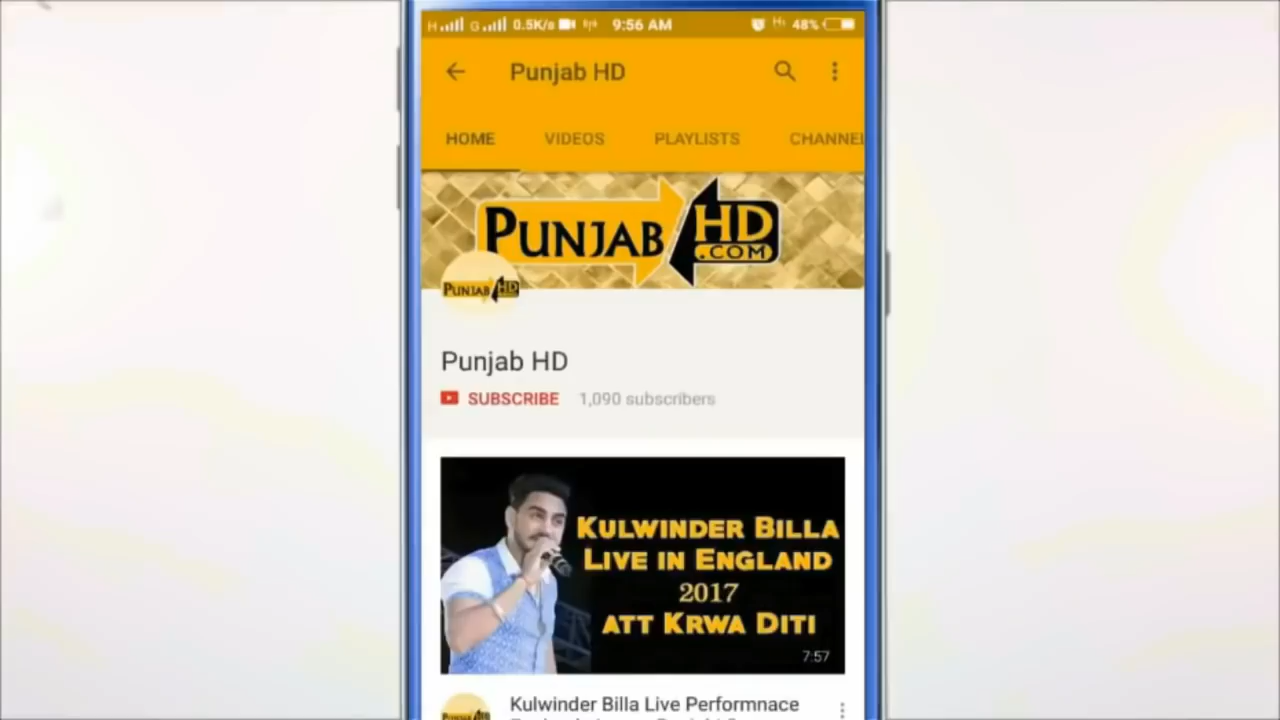 H G 0.5K/s 9:56 AM 48%
Punjab HD
HOME VIDEOS PLAYLISTS CHANNEL
PUNJAB HD
.COM
PUNJAB HD
Punjab HD
SUBSCRIBE 1,090 subscribers
KULWINDER BILLA
LIVE IN ENGLAND
2017
ATT KRWA DITI
7:57
Kulwinder Billa Live Performnace
PUNJAB HD